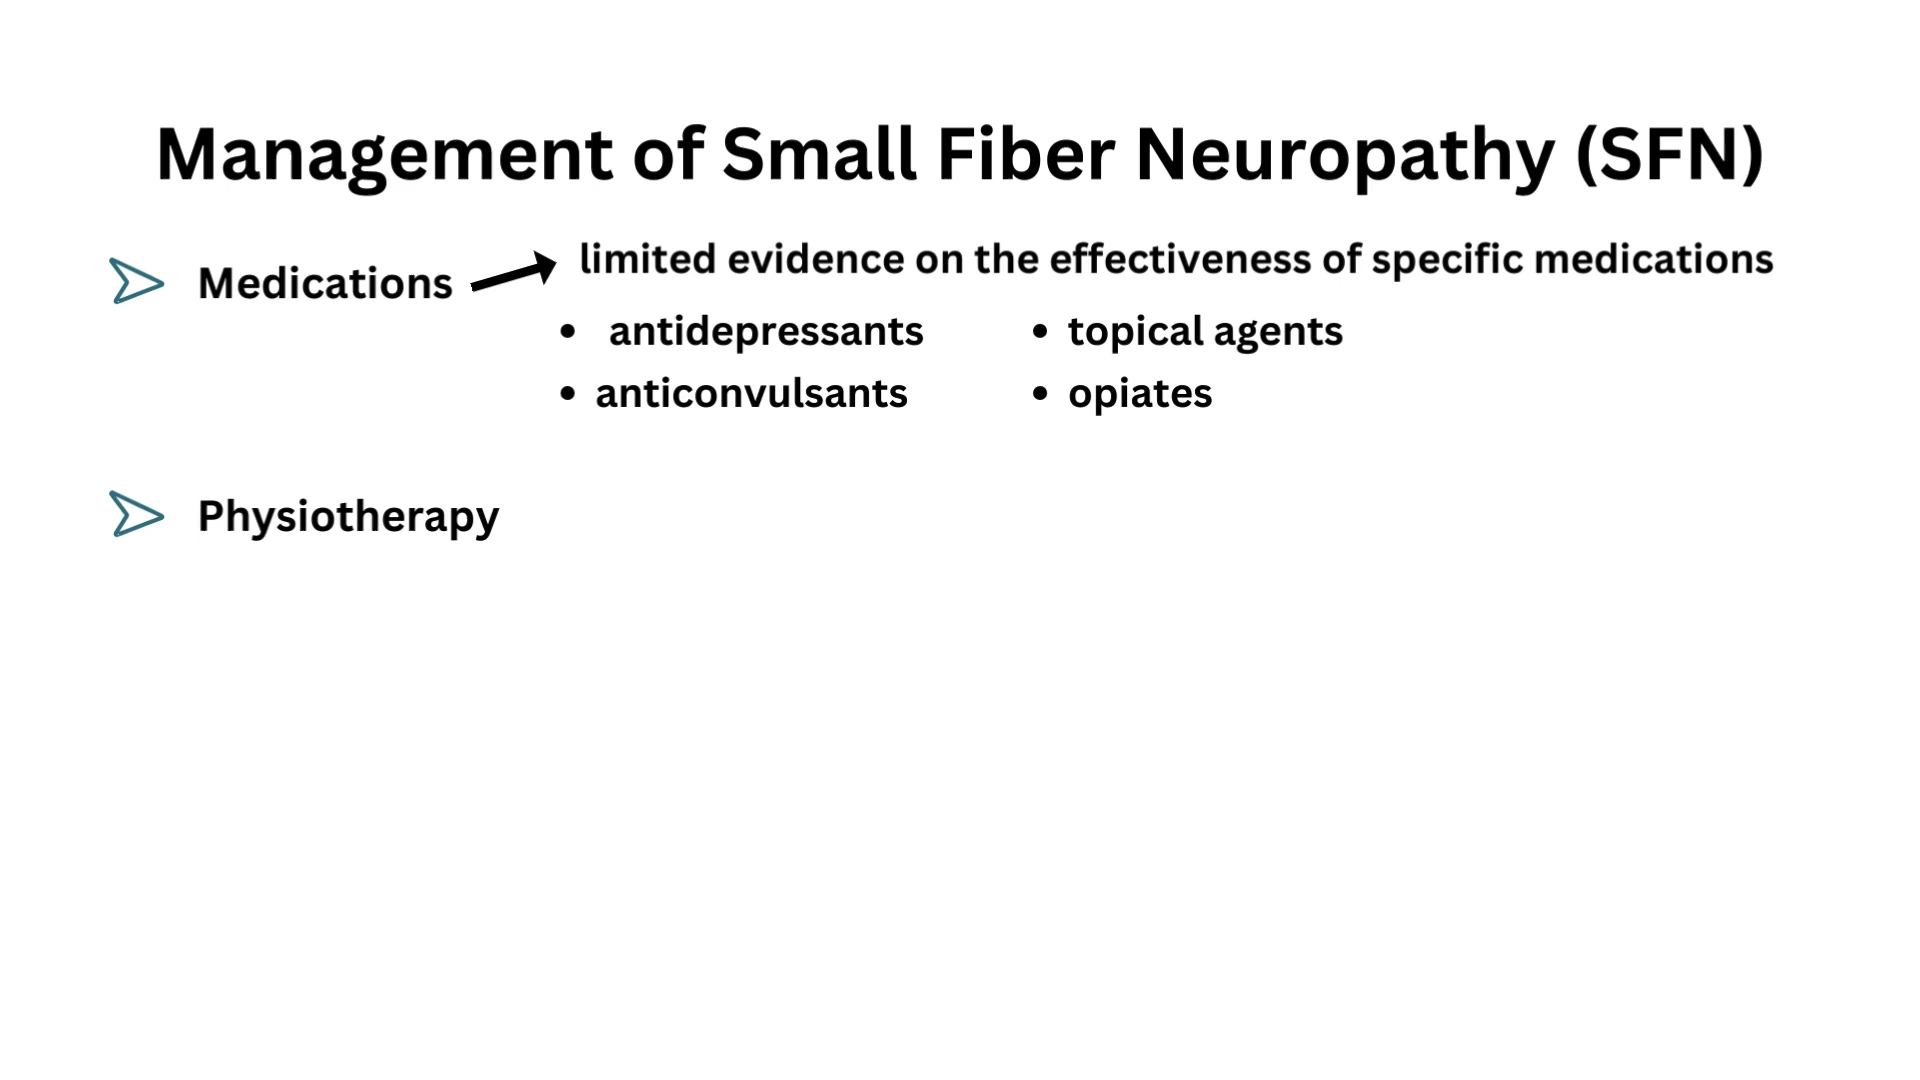 Management of Small Fiber Neuropathy (SFN)
Medications
limited evidence on the effectiveness of specific medications
• antidepressants
• anticonvulsants
• topical agents
• opiates
Physiotherapy